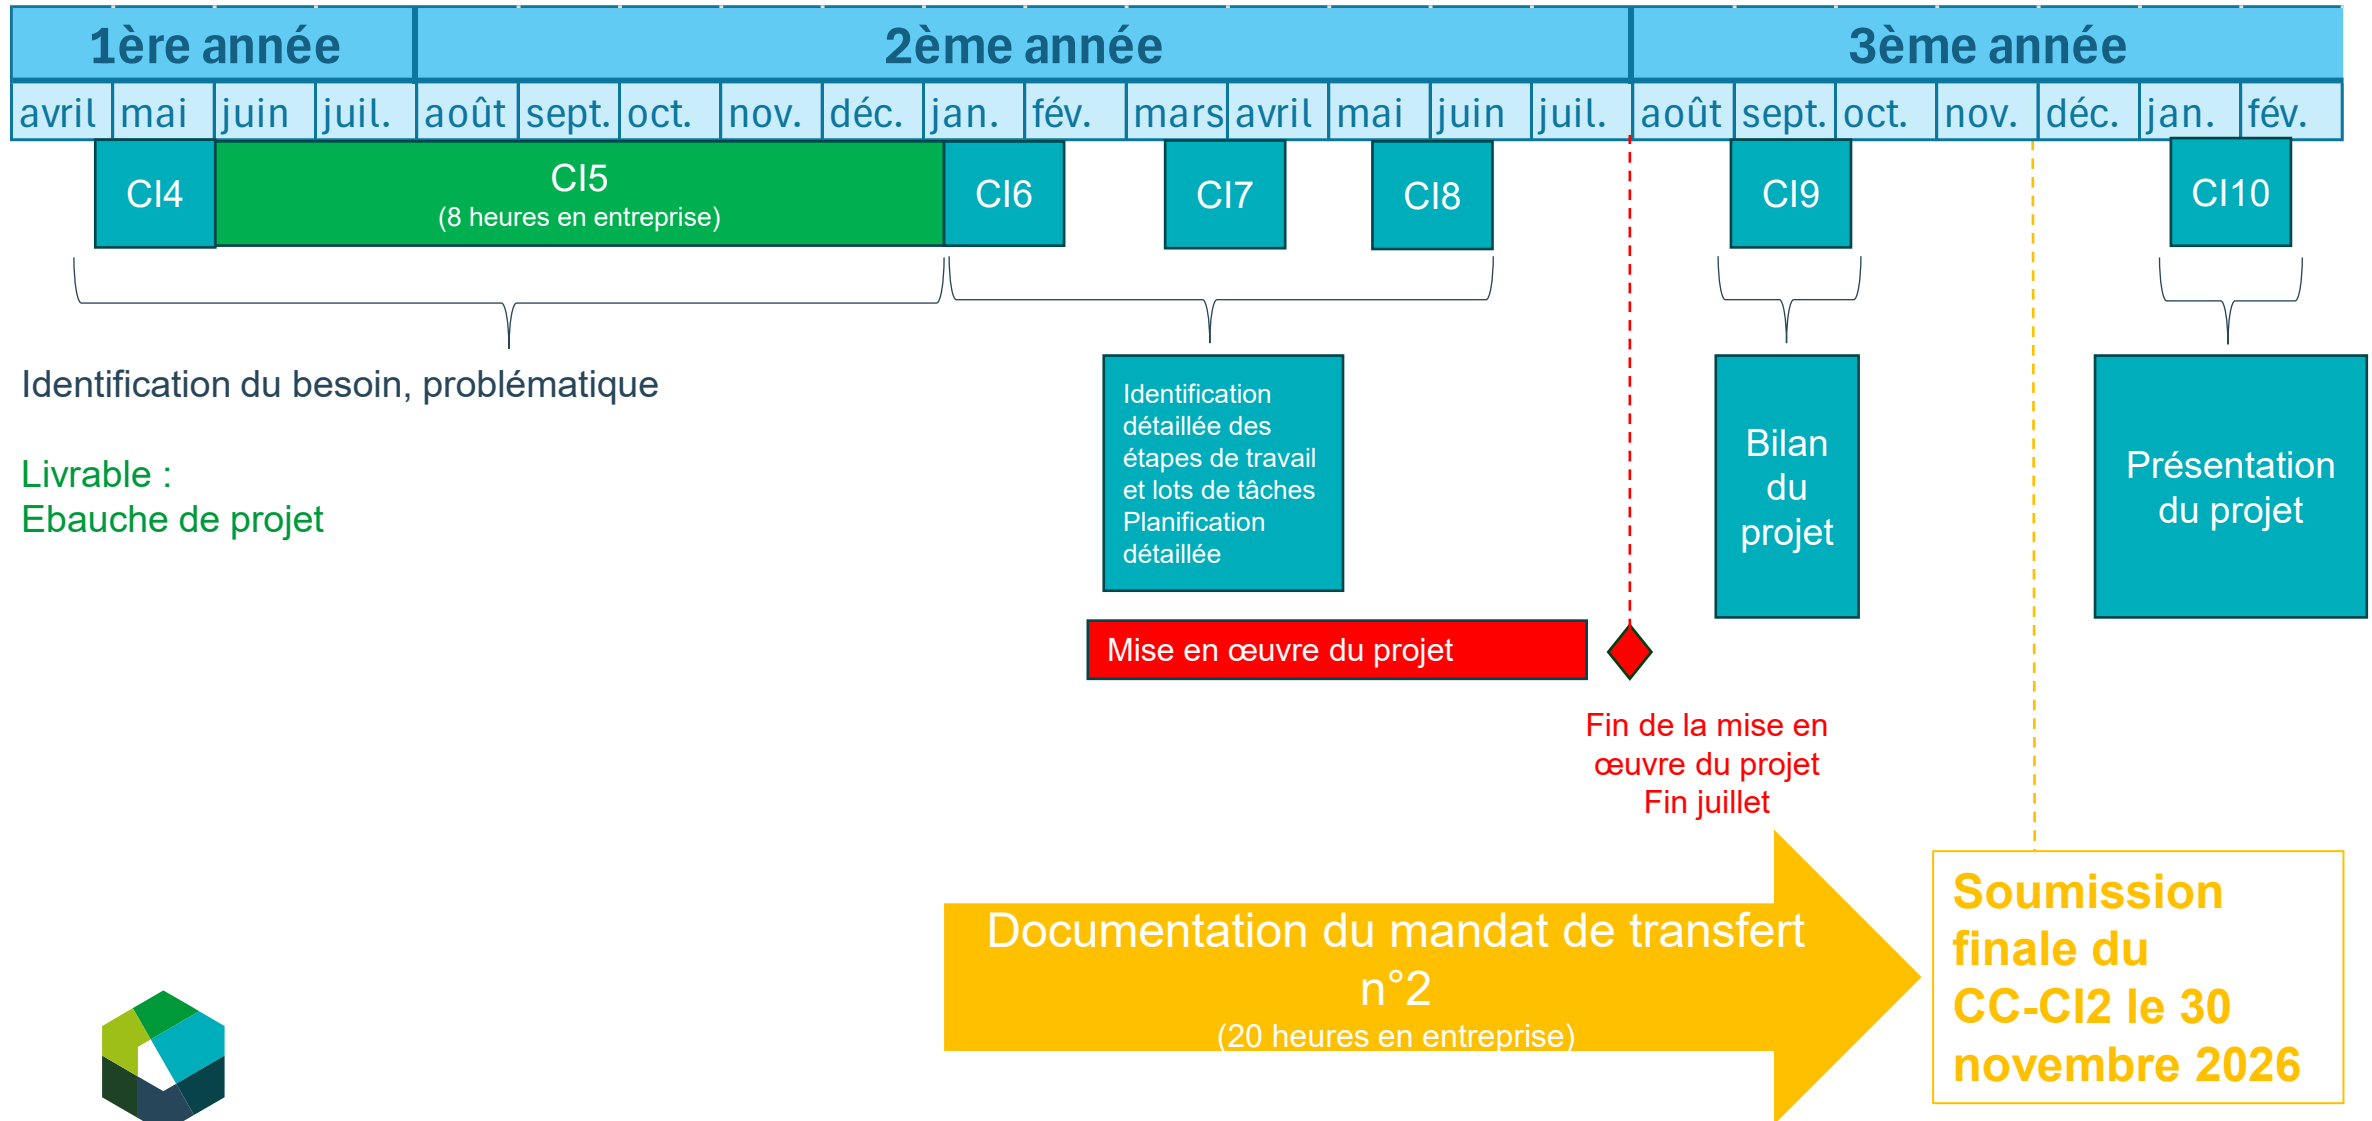 1ère année 2ème année 3ème année
avril mai juin juil. août sept. oct. nov. déc. jan. fév. mars avril mai juin juil. août sept. oct. nov. déc. jan. fév.
CI4 CI5 CI6 CI7 CI8 CI9 CI10
(8 heures en entreprise)
Identification du besoin, problématique
Livrable :
Ebauche de projet
Identification
détaillée des
étapes de travail
et lots de tâches
Planification
détaillée
Bilan
du
projet
Présentation
du projet
Mise en œuvre du projet
Fin de la mise en
œuvre du projet
Fin juillet
Documentation du mandat de transfert
n°2
(20 heures en entreprise)
Soumission
finale du
CC-CI2 le 30
novembre 2026